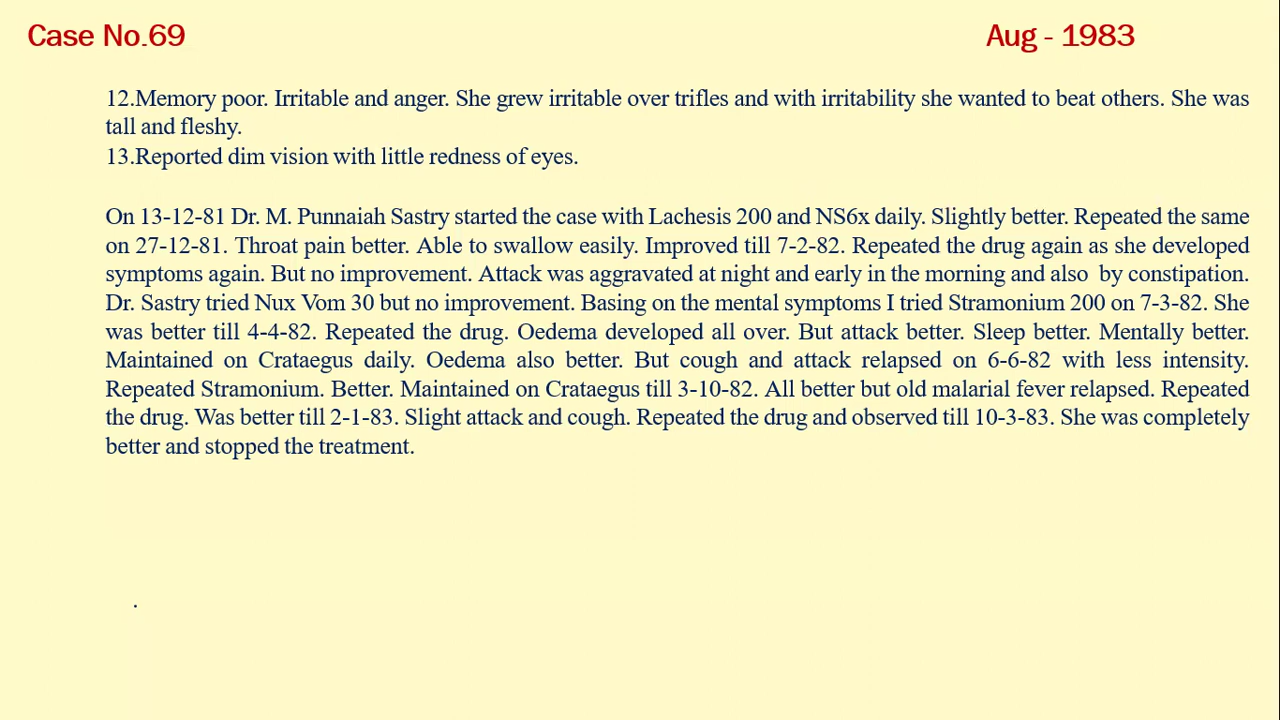 Case No.69
Aug - 1983
12.Memory poor. Irritable and anger. She grew irritable over trifles and with irritability she wanted to beat others. She was
tall and fleshy.
13.Reported dim vision with little redness of eyes.
On 13-12-81 Dr. M. Punnaiah Sastry started the case with Lachesis 200 and NS6x daily. Slightly better. Repeated the same
on 27-12-81. Throat pain better. Able to swallow easily. Improved till 7-2-82. Repeated the drug again as she developed
symptoms again. But no improvement. Attack was aggravated at night and early in the morning and also by constipation.
Dr. Sastry tried Nux Vom 30 but no improvement. Basing on the mental symptoms I tried Stramonium 200 on 7-3-82. She
was better till 4-4-82. Repeated the drug. Oedema developed all over. But attack better. Sleep better. Mentally better.
Maintained on Crataegus daily. Oedema also better. But cough and attack relapsed on 6-6-82 with less intensity.
Repeated Stramonium. Better. Maintained on Crataegus till 3-10-82. All better but old malarial fever relapsed. Repeated
the drug. Was better till 2-1-83. Slight attack and cough. Repeated the drug and observed till 10-3-83. She was completely
better and stopped the treatment.
.